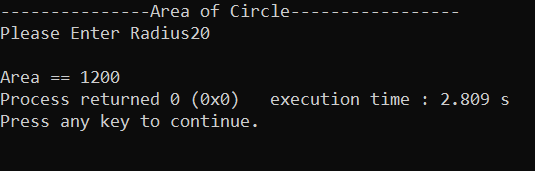 ---------------Area of Circle-----------------
Please Enter Radius20
Area == 1200
Process returned 0 (0x0)   execution time : 2.809 s
Press any key to continue.